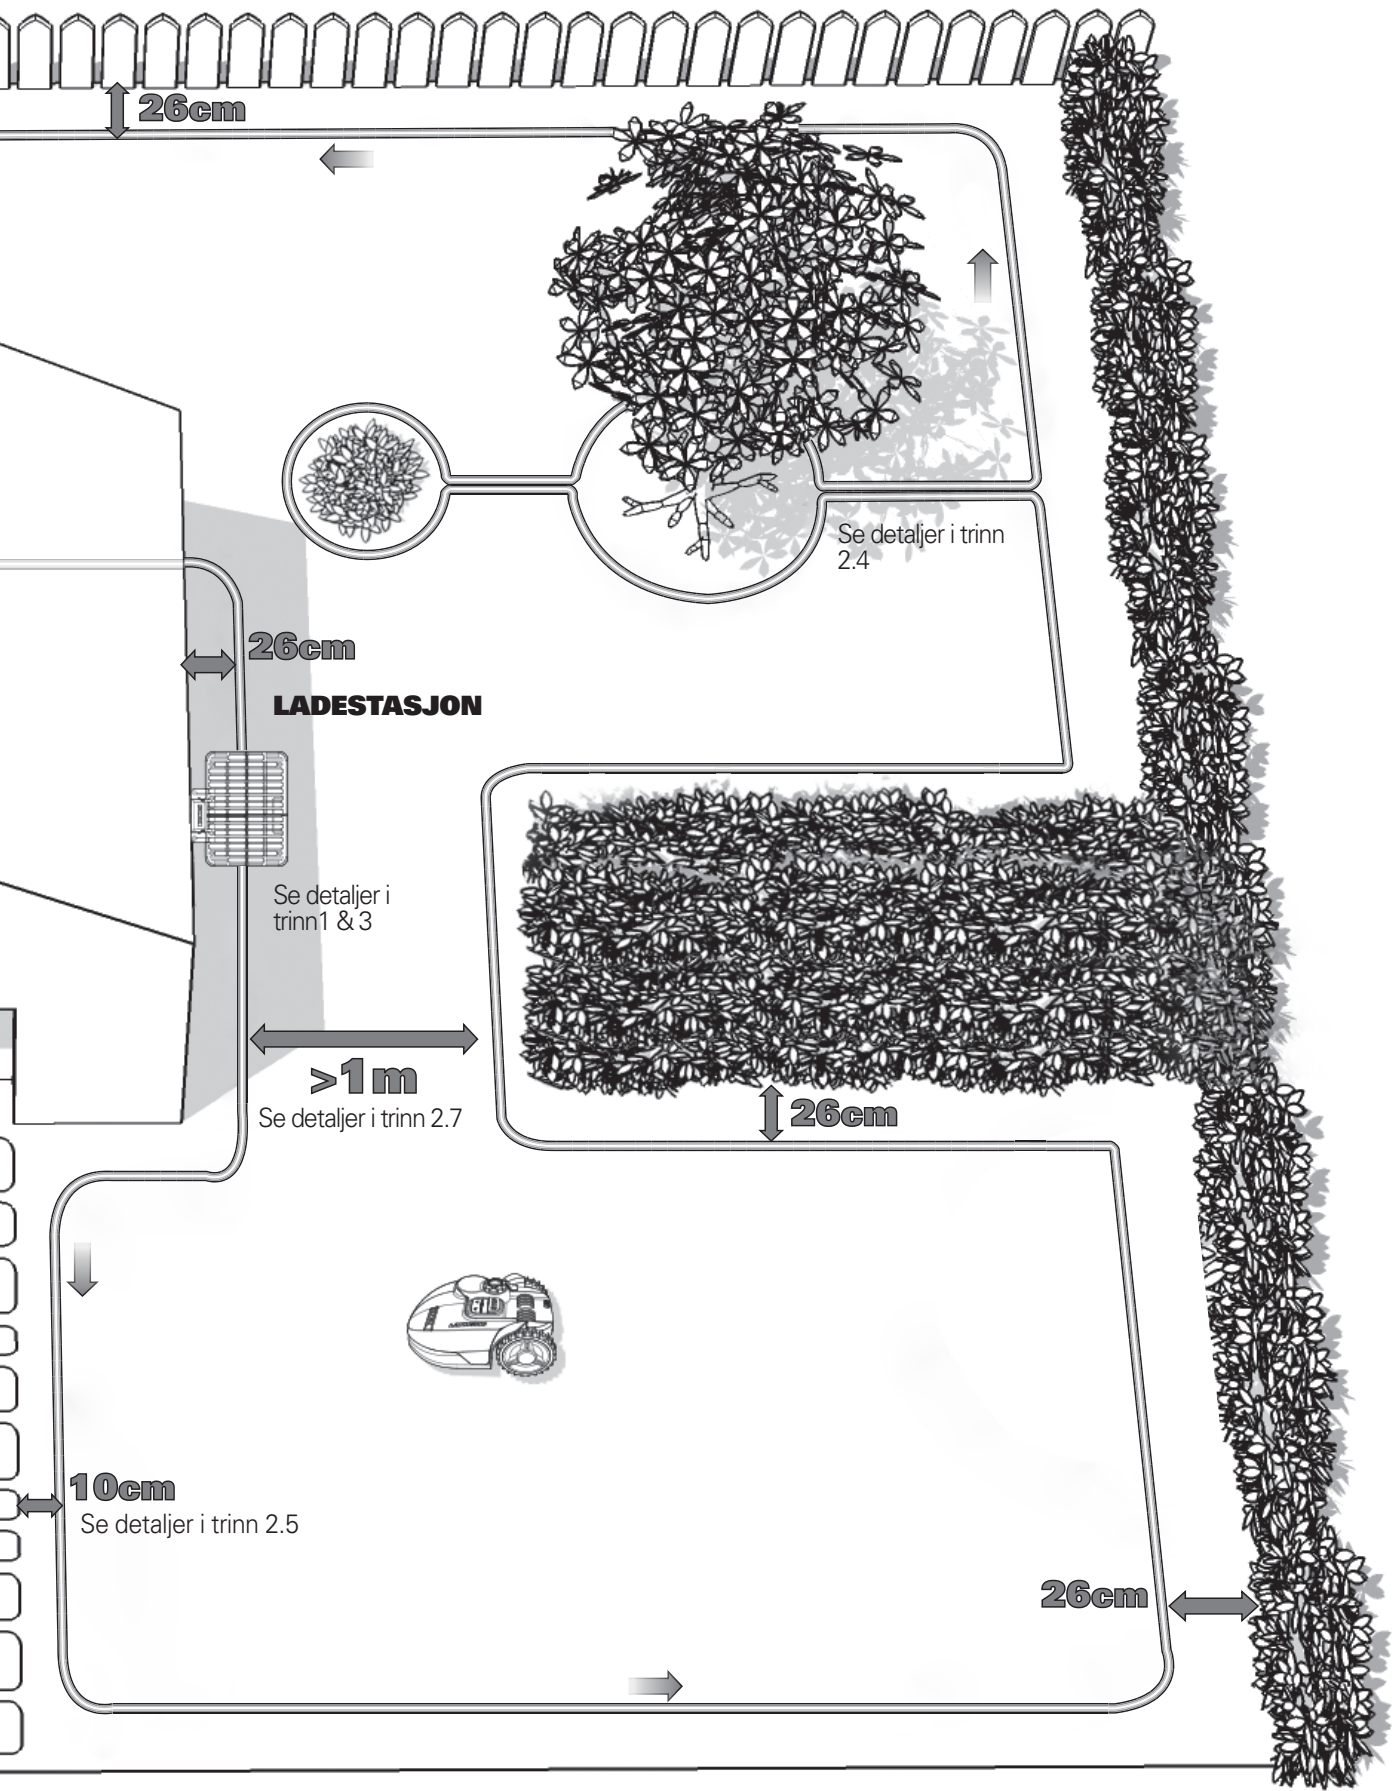 26cm
Se detaljer i trinn
2.4
26cm
LADESTASJON
Se detaljer i
trinn1 & 3
>1m
Se detaljer i trinn 2.7
26cm
10cm
Se detaljer i trinn 2.5
26cm